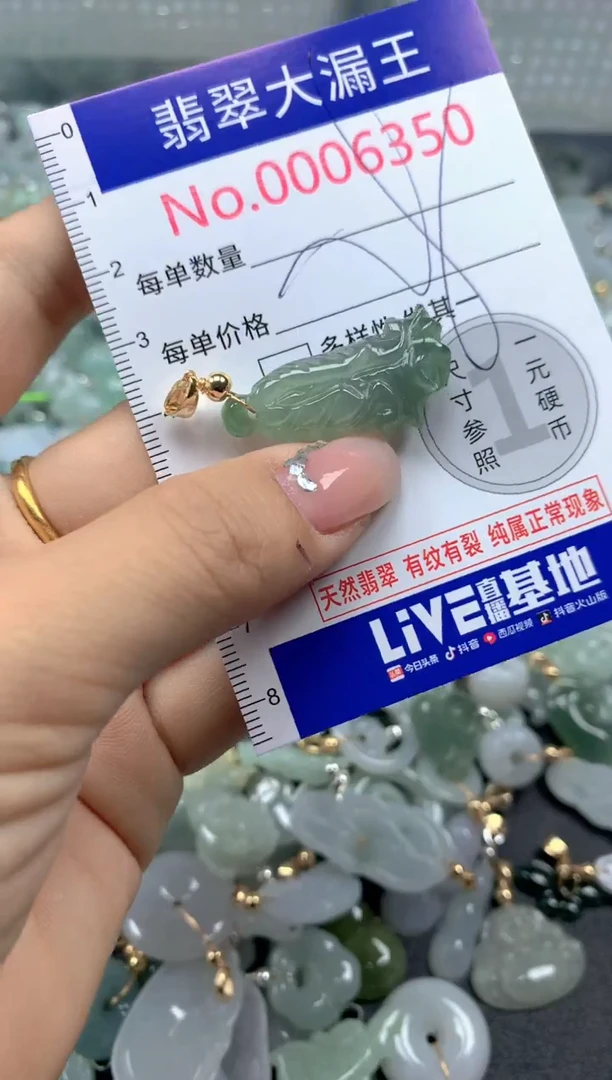 翡翠大漏王
No.0006350
0
1
2
每单数量
3
每单价格
多样性
其一
一元硬币
1
尺寸参照
天然翡翠 有纹有裂 纯属正常现象
LiVE直播基地
今日头条 抖音 西瓜视频 抖音火山版
8